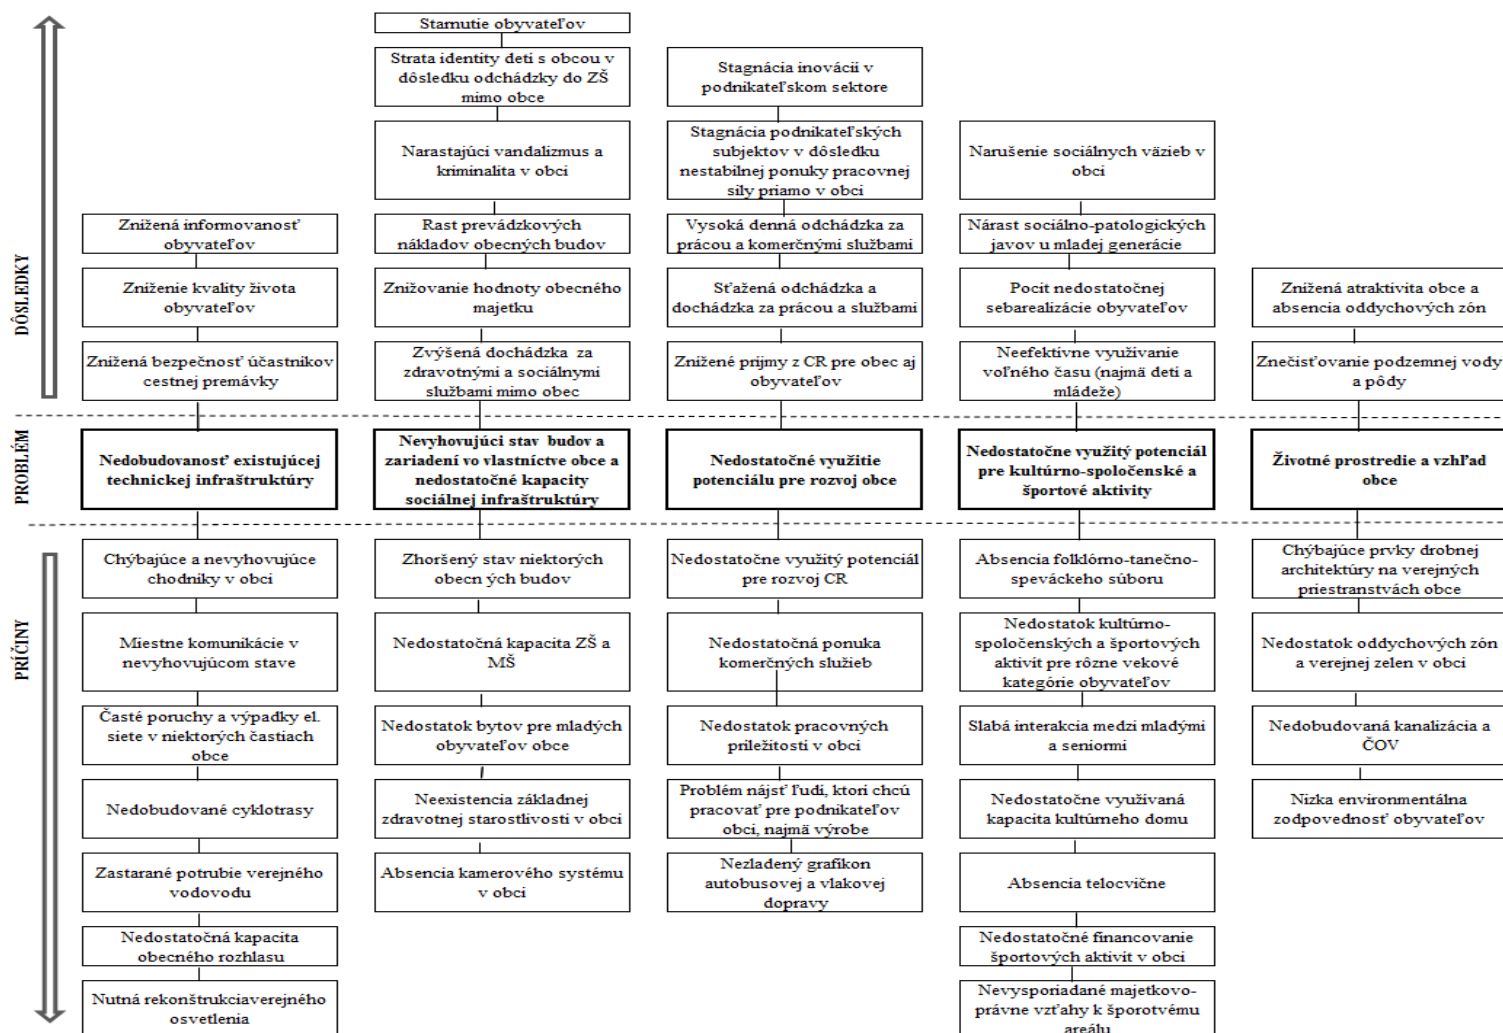 Starnutie obyvateľov
Strata identity detí s obcou v
dôsledku odchádzky do ZŠ
mimo obce
Stagnácia inovácií v
podnikateľskom sektore
Narastajúci vandalizmus a
kriminalita v obci
Stagnácia podnikateľských
subjektov v dôsledku
nestabilnej ponuky pracovnej
sily priamo v obci
Narušenie sociálnych väzieb v
obci
Znížená informovanosť
obyvateľov
Rast prevádzkových
nákladov obecných budov
Vysoká denná odchádzka za
prácou a komerčnými službami
Nárast sociálno-patologických
javov u mladej generácie
DÔSLEDKY
Zníženie kvality života
obyvateľov
Znižovanie hodnoty obecného
majetku
Sťažená odchádzka a
dochádzka za prácou a službami
Pocit nedostatočnej
sebarealizácie obyvateľov
Znížená atraktivita obce a
absencia oddychových zón
Znížená bezpečnosť účastníkov
cestnej premávky
Zvýšená dochádzka  za
zdravotnými a sociálnymi
službami mimo obec
Znížené príjmy z CR pre obec aj
obyvateľov
Neefektívne využívanie
voľného času (najmä deti a
mládeže)
Znečisťovanie podzemnej vody
a pôdy
PROBLÉM
Nedobudovanosť existujúcej
technickej infraštruktúry
Nevyhovujúci stav  budov a
zariadení vo vlastníctve obce a
nedostatočné kapacity
sociálnej infraštruktúry
Nedostatočné využitie
potenciálu pre rozvoj obce
Nedostatočne využitý potenciál
pre kultúrno-spoločenské a
športové aktivity
Životné prostredie a vzhľad
obce
PRÍČINY
Chýbajúce a nevyhovujúce
chodníky v obci
Zhoršený stav niektorých
obecn ých budov
Nedostatočne využitý potenciál
pre rozvoj CR
Absencia folklórno-tanečno-
speváckeho súboru
Chýbajúce prvky drobnej
architektúry na verejných
priestranstvách obce
Miestne komunikácie v
nevyhovujúcom stave
Nedostatočná kapacita ZŠ a
MŠ
Nedostatočná ponuka
komerčných služieb
Nedostatok kultúrno-
spoločenských a športových
aktivít pre rôzne vekové
kategórie obyvateľov
Nedostatok oddychových zón
a verejnej zelen v obci
Časté poruchy a výpadky el.
siete v niektorých častiach
obce
Nedostatok bytov pre mladých
obyvateľov obce
Nedostatok pracovných
príležitostí v obci
Slabá interakcia medzi mladými
a seniormi
Nedobudovaná kanalizácia a
ČOV
Nedobudované cyklotrasy
Neexistencia základnej
zdravotnej starostlivosti v obci
Problém nájsť ľudí, ktorí chcú
pracovať pre podnikateľov
obci, najmä výrobe
Nedostatočne využívaná
kapacita kultúrneho domu
Nízka environmentálna
zodpovednosť obyvateľov
Zastarané potrubie verejného
vodovodu
Absencia kamerového systému
v obci
Nezladený grafikon
autobusovej a vlakovej
dopravy
Absencia telocvične
Nedostatočná kapacita
obecného rozhlasu
Nedostatočné financovanie
športových aktivít v obci
Nutná rekonštrukciaverejného
osvetlenia
Nevysporiadané majetkovo-
právne vzťahy k šporotvému
areálu